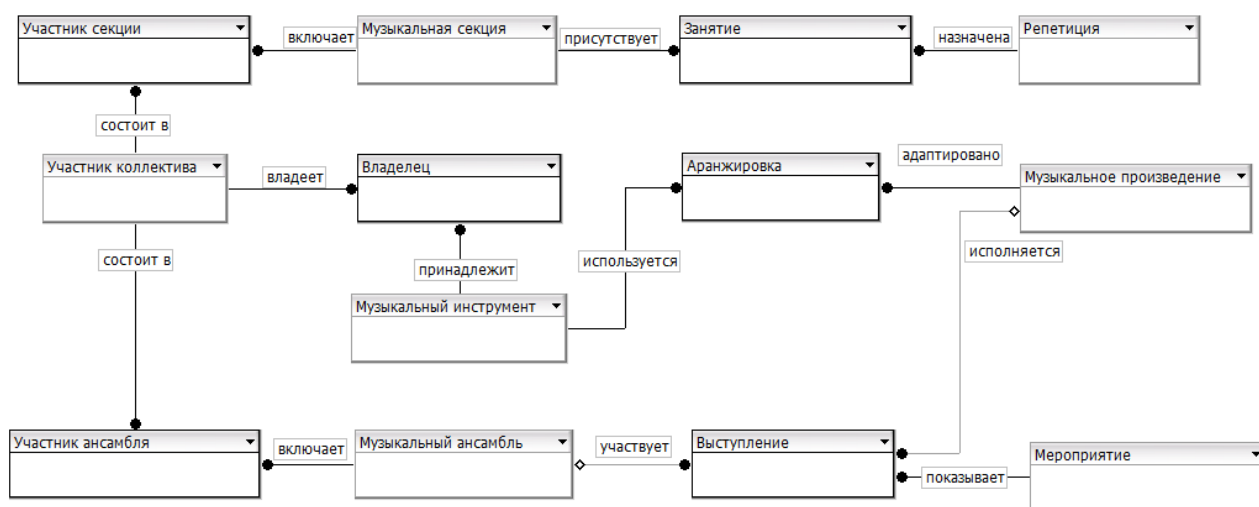 Участник секции
включает
Музыкальная секция
присутствует
Занятие
назначена
Репетиция
состоит в
Участник коллектива
владеет
Владелец
Аранжировка
адаптировано
Музыкальное произведение
состоит в
принадлежит
используется
исполняется
Музыкальный инструмент
Участник ансамбля
включает
Музыкальный ансамбль
участвует
Выступление
показывает
Мероприятие